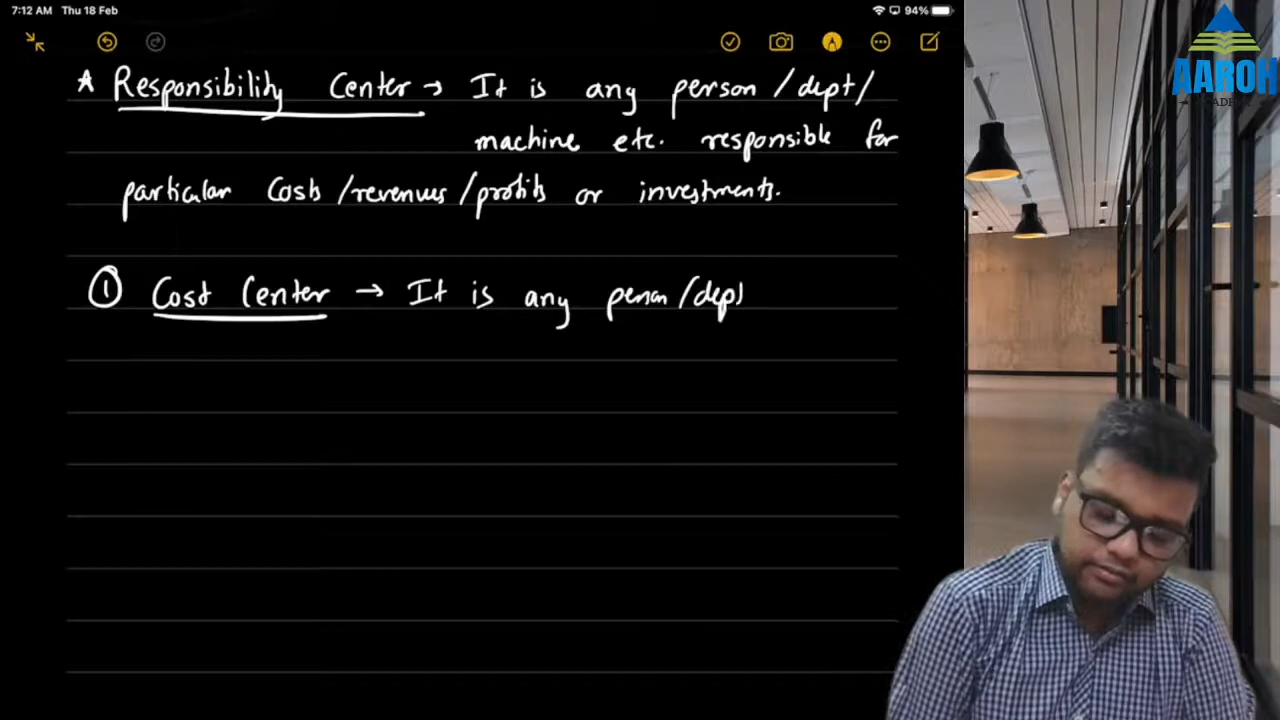 7:12 AM Thu 18 Feb
94%
AAROH
* Responsibility Center → It is any person / dept /
machine etc. responsible for
particular Costs / revenues / profits or investments.
① Cost Center → It is any person / dept